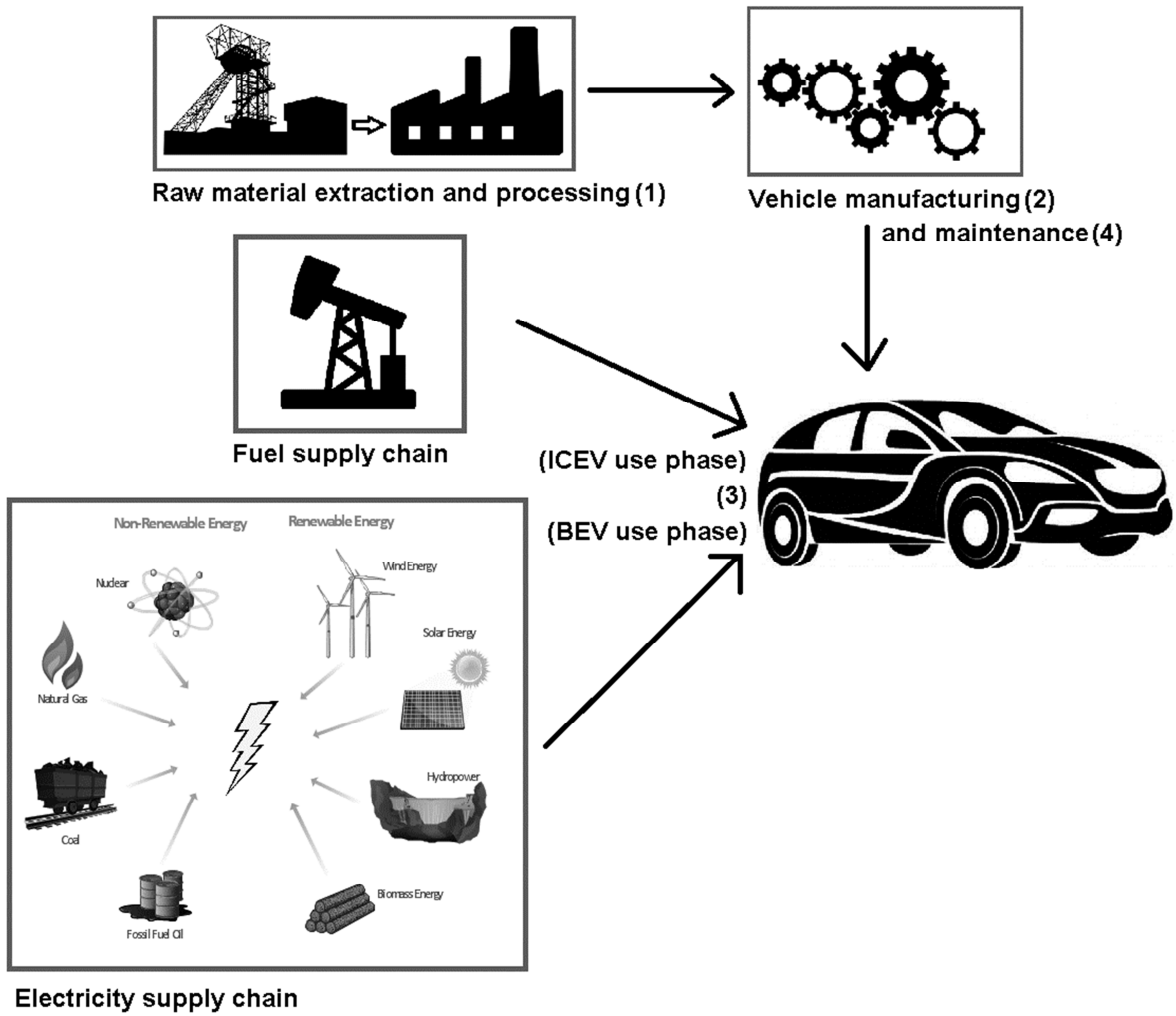 Raw material extraction and processing (1)
Vehicle manufacturing (2)
and maintenance (4)
Fuel supply chain
(ICEV use phase)
(3)
(BEV use phase)
Non-Renewable Energy
Renewable Energy
Nuclear
Wind Energy
Solar Energy
Natural Gas
Hydropower
Coal
Biomass Energy
Fossil Fuel Oil
Electricity supply chain